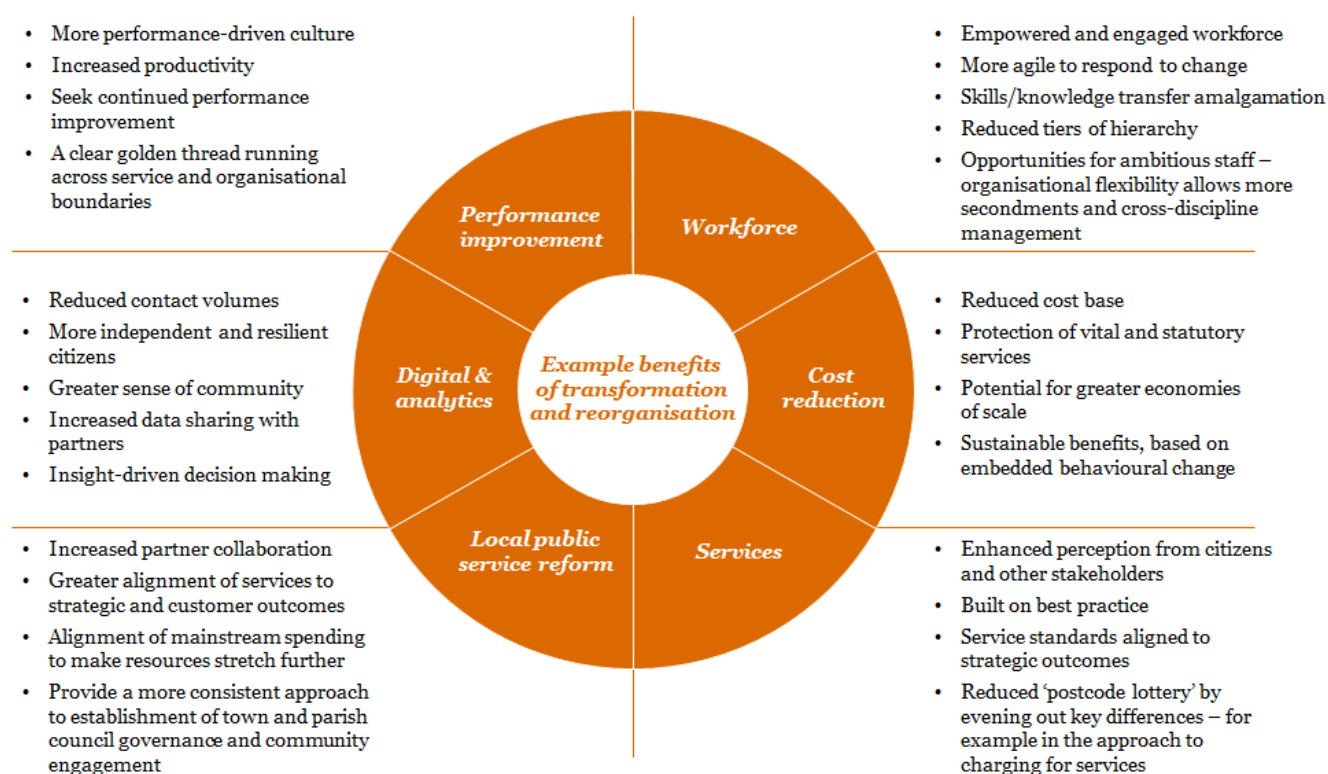 • More performance-driven culture
• Increased productivity
• Seek continued performance
improvement
• A clear golden thread running
across service and organisational
boundaries
• Empowered and engaged workforce
• More agile to respond to change
• Skills/knowledge transfer amalgamation
• Reduced tiers of hierarchy
• Opportunities for ambitious staff –
organisational flexibility allows more
secondments and cross-discipline
management
Performance
improvement
Workforce
• Reduced contact volumes
• More independent and resilient
citizens
• Greater sense of community
• Increased data sharing with
partners
• Insight-driven decision making
Digital &
analytics
Example benefits
of transformation
and reorganisation
Cost
reduction
• Reduced cost base
• Protection of vital and statutory
services
• Potential for greater economies
of scale
• Sustainable benefits, based on
embedded behavioural change
Local public
service reform
Services
• Increased partner collaboration
• Greater alignment of services to
strategic and customer outcomes
• Alignment of mainstream spending
to make resources stretch further
• Provide a more consistent approach
to establishment of town and parish
council governance and community
engagement
• Enhanced perception from citizens
and other stakeholders
• Built on best practice
• Service standards aligned to
strategic outcomes
• Reduced ‘postcode lottery’ by
evening out key differences – for
example in the approach to
charging for services